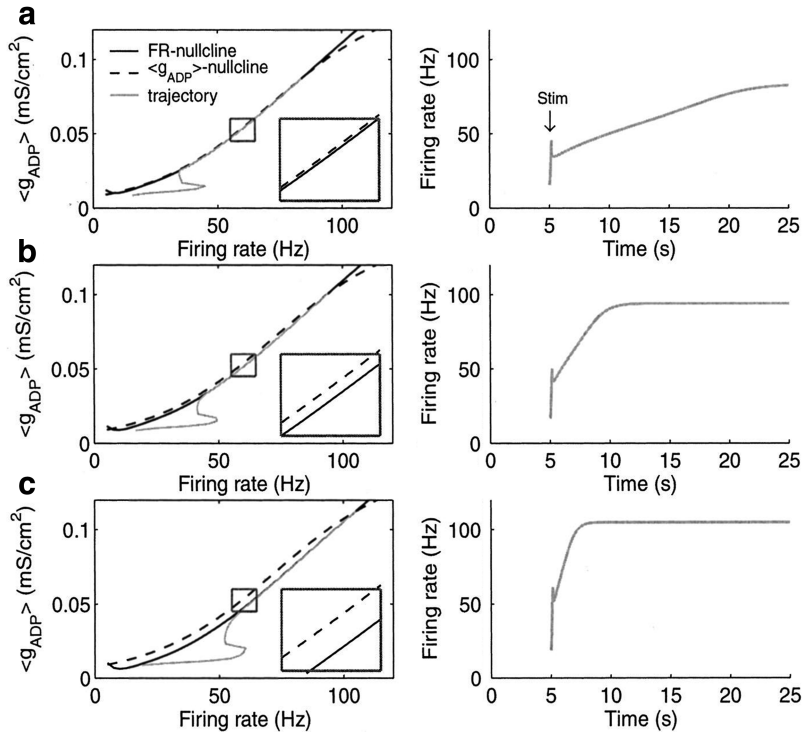 a
<g_ADP> (mS/cm²)
0.1
0.05
0
FR-nullcline
<g_ADP>-nullcline
trajectory
0 50 100
Firing rate (Hz)
Firing rate (Hz)
100
50
0
Stim
0 5 10 15 20 25
Time (s)
b
<g_ADP> (mS/cm²)
0.1
0.05
0
0 50 100
Firing rate (Hz)
Firing rate (Hz)
100
50
0
0 5 10 15 20 25
Time (s)
c
<g_ADP> (mS/cm²)
0.1
0.05
0
0 50 100
Firing rate (Hz)
Firing rate (Hz)
100
50
0
0 5 10 15 20 25
Time (s)